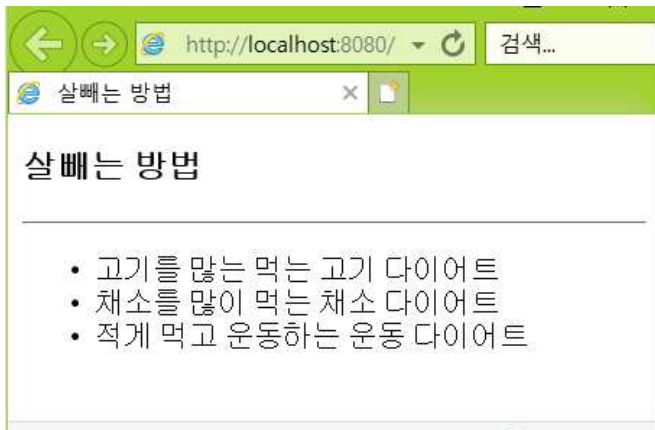 http://localhost:8080/
검색...
살빼는 방법
살빼는 방법
고기를 많는 먹는 고기 다이어트
채소를 많이 먹는 채소 다이어트
적게 먹고 운동하는 운동 다이어트